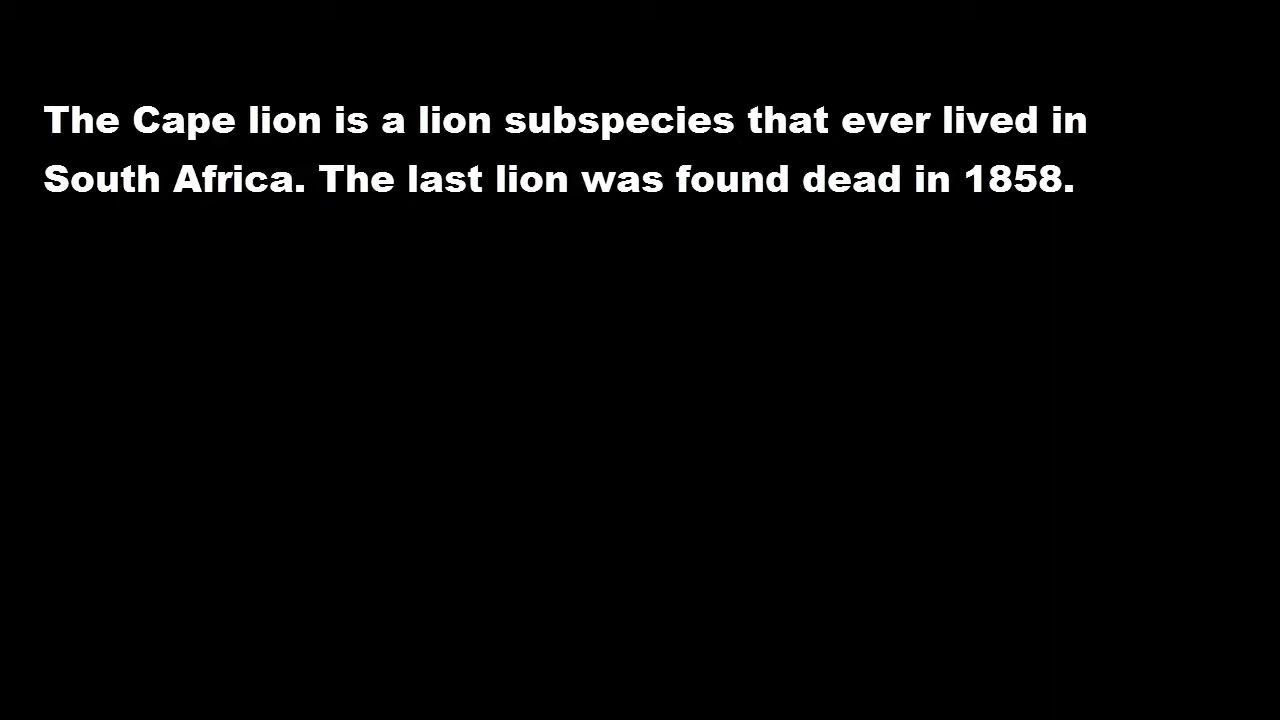 The Cape lion is a lion subspecies that ever lived in
South Africa. The last lion was found dead in 1858.